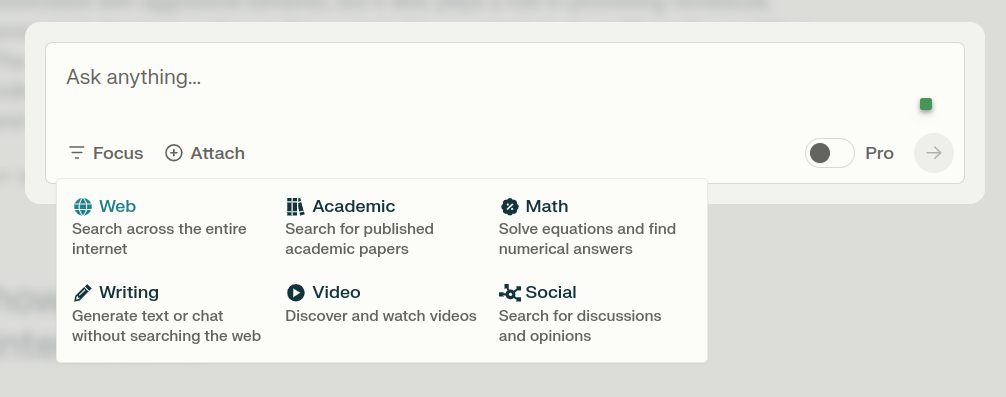 Ask anything...
Focus
Attach
Pro
Web
Search across the entire
internet
Academic
Search for published
academic papers
Math
Solve equations and find
numerical answers
Writing
Generate text or chat
without searching the web
Video
Discover and watch videos
Social
Search for discussions
and opinions